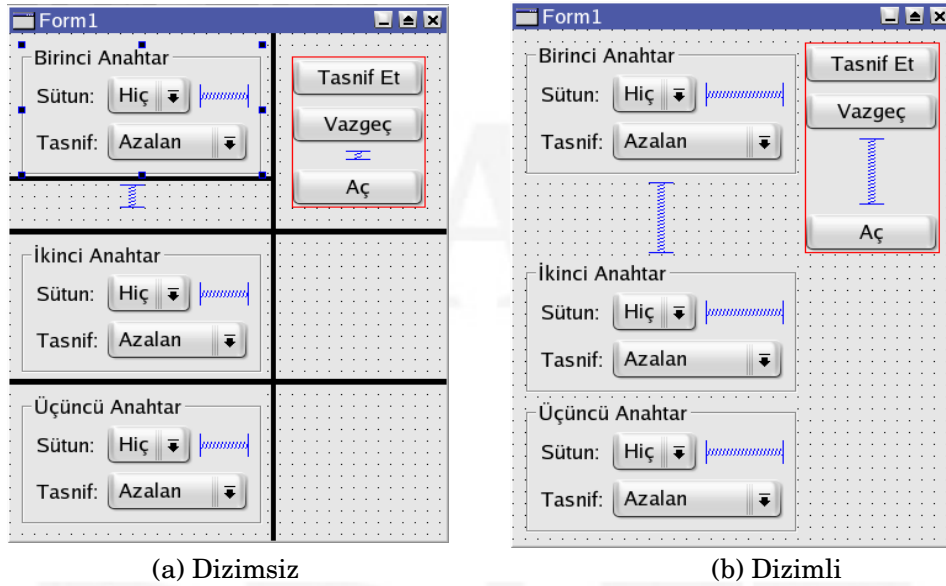 Form1
Birinci Anahtar
Sütun: Hiç
Tasnif: Azalan
Tasnif Et
Vazgeç
Aç
İkinci Anahtar
Sütun: Hiç
Tasnif: Azalan
Üçüncü Anahtar
Sütun: Hiç
Tasnif: Azalan
(a) Dizimsiz
Form1
Birinci Anahtar
Sütun: Hiç
Tasnif: Azalan
Tasnif Et
Vazgeç
Aç
İkinci Anahtar
Sütun: Hiç
Tasnif: Azalan
Üçüncü Anahtar
Sütun: Hiç
Tasnif: Azalan
(b) Dizimli